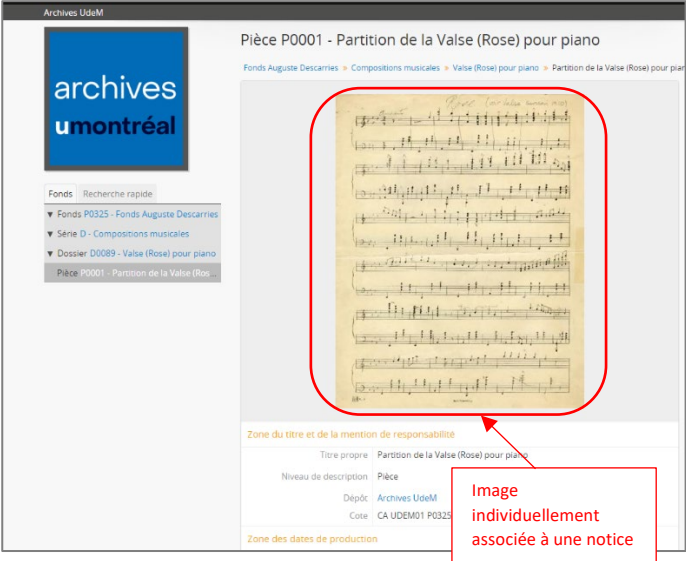 Archives UdeM
archives
umontréal
Fonds Recherche rapide
▼ Fonds P0325 - Fonds Auguste Descarries
▼ Série D - Compositions musicales
▼ Dossier D0089 - Valse (Rose) pour piano
Pièce P0001 - Partition de la Valse (Ros...
Pièce P0001 - Partition de la Valse (Rose) pour piano
Fonds Auguste Descarries » Compositions musicales » Valse (Rose) pour piano » Partition de la Valse (Rose) pour pian
Zone du titre et de la mention de responsabilité
Titre propre Partition de la Valse (Rose) pour piano
Niveau de description Pièce
Dépôt Archives UdeM
Cote CA UDEM01 P0325
Zone des dates de production
Image
individuellement
associée à une notice